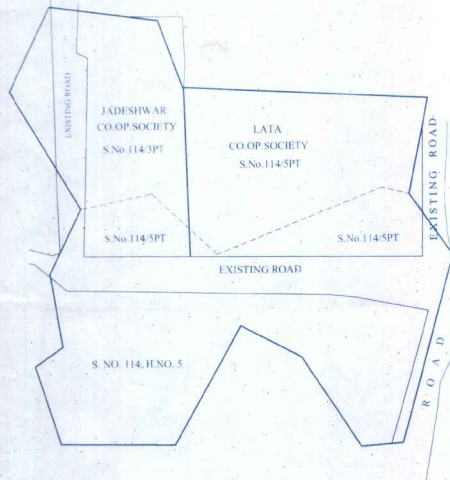 EXISTING ROAD
JADESHWAR
CO.OP.SOCIETY
S.No.114/3PT
LATA
CO.OP.SOCIETY
S.No.114/5PT
EXISTING ROAD
S.No.114/5PT
S.No.114/5PT
EXISTING ROAD
S. NO. 114, H.NO. 5
ROAD